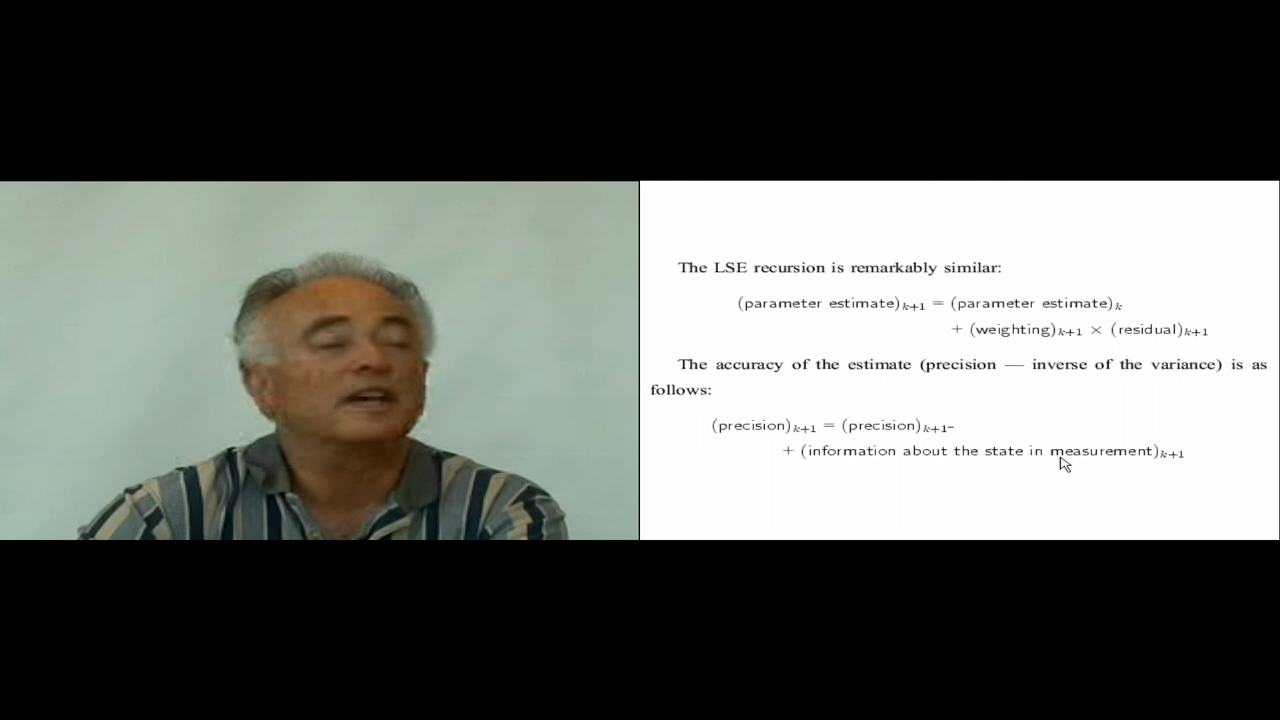 The LSE recursion is remarkably similar:
(parameter estimate)ₖ₊₁ = (parameter estimate)ₖ
+ (weighting)ₖ₊₁ × (residual)ₖ₊₁
The accuracy of the estimate (precision — inverse of the variance) is as
follows:
(precision)ₖ₊₁ = (precision)ₖ₊₁₋
+ (information about the state in measurement)ₖ₊₁